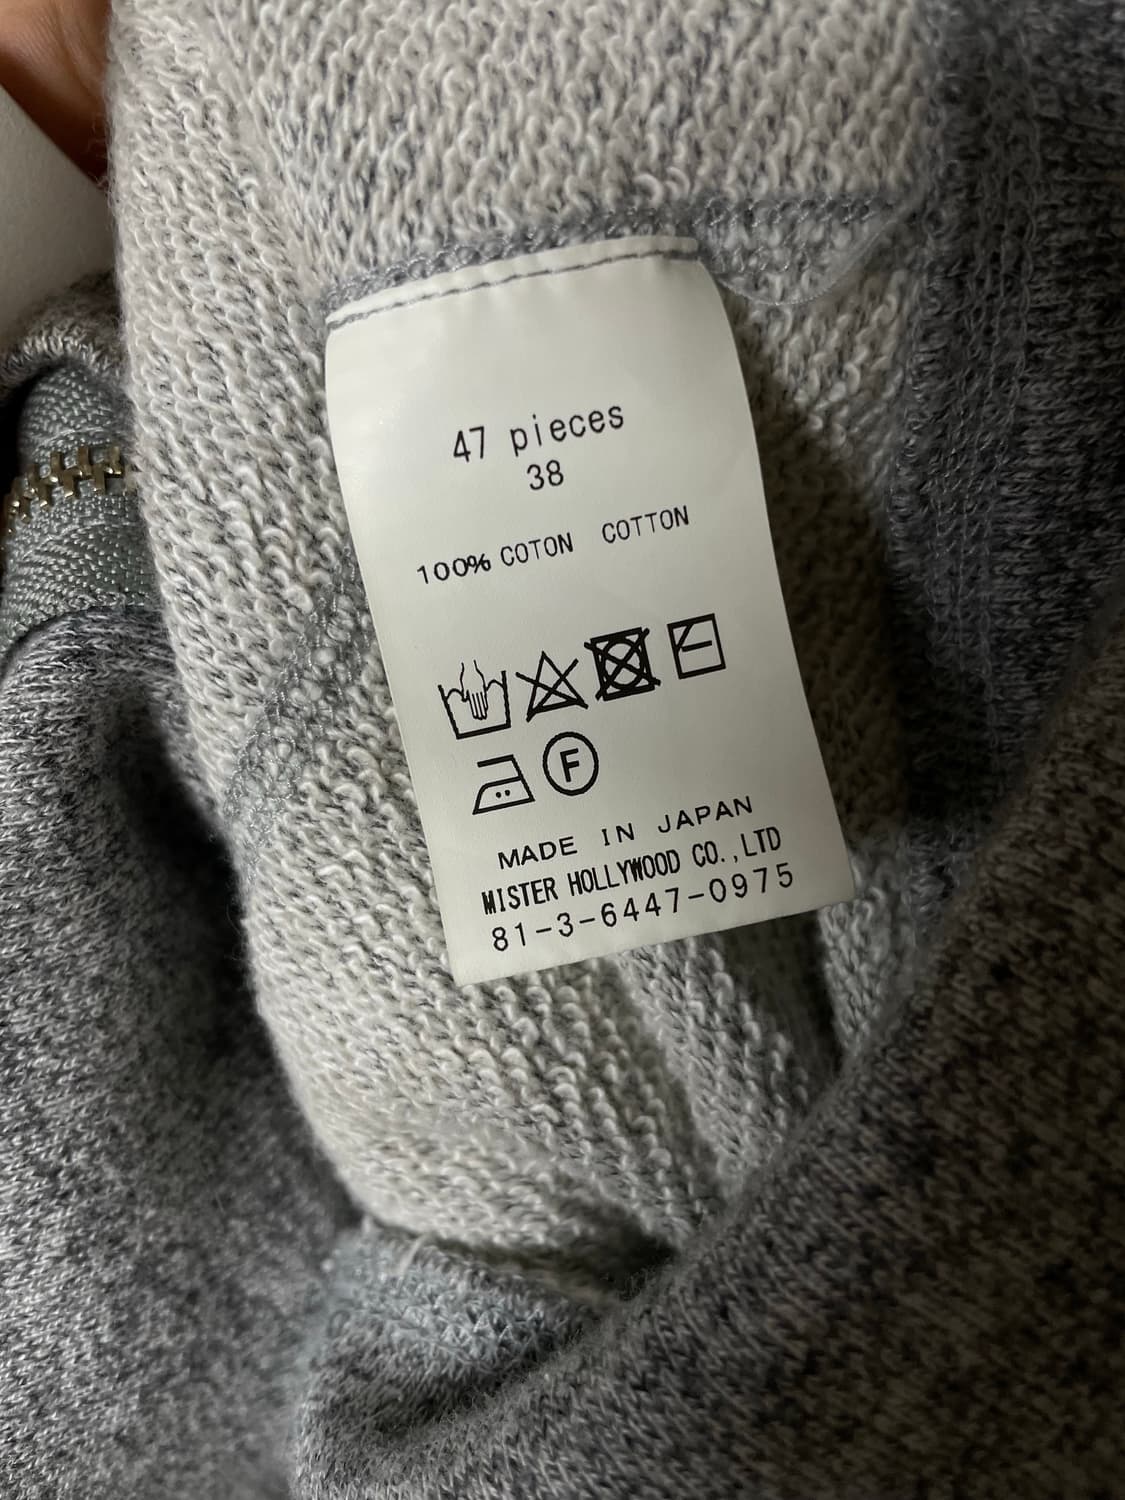 47 pieces
38
100% COTON COTTON
F
MADE IN JAPAN
MISTER HOLLYWOOD CO.,LTD
81-3-6447-0975